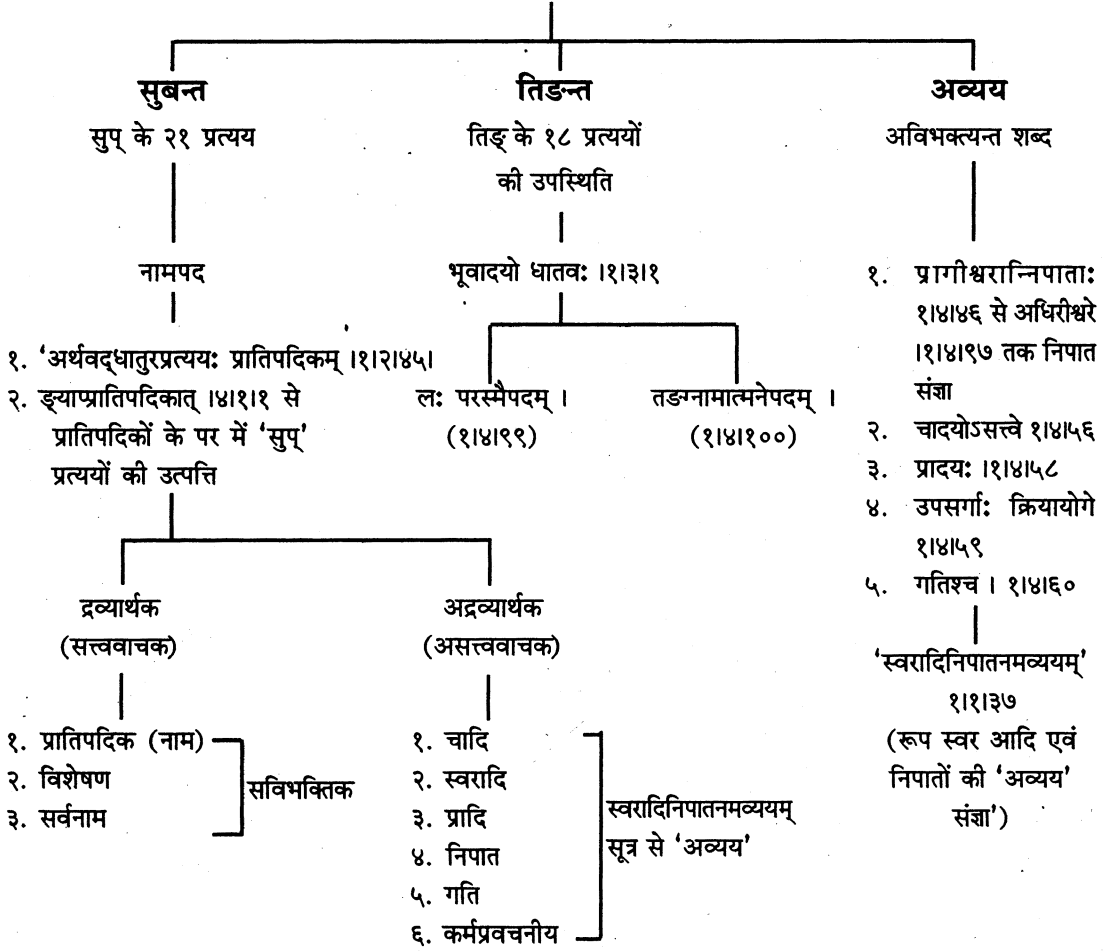 सुबन्त
सुप् के २१ प्रत्यय
नामपद
१. ‘अर्थवद्धातुरप्रत्ययः प्रातिपदिकम् ।१।२।४५।
२. ङ्याप्प्रातिपदिकात् ।४।१।१ से
प्रातिपदिकों के पर में ‘सुप्’
प्रत्ययों की उत्पत्ति
द्रव्यार्थक
(सत्त्ववाचक)
१. प्रातिपदिक (नाम)
२. विशेषण
३. सर्वनाम
सविभक्तिक
अद्रव्यार्थक
(असत्त्ववाचक)
१. चादि
२. स्वरादि
३. प्रादि
४. निपात
५. गति
६. कर्मप्रवचनीय
स्वरादिनिपातनमव्ययम्
सूत्र से ‘अव्यय’
तिङन्त
तिङ् के १८ प्रत्ययों
की उपस्थिति
भूवादयो धातवः ।१।३।१
लः परस्मैपदम् ।
(१।४।९९)
तङग्नामात्मनेपदम् ।
(१।४।१००)
अव्यय
अविभक्त्यन्त शब्द
१. प्रागीश्वरान्निपाताः
१।४।४६ से अधिरीश्वरे
।१।४।९७ तक निपात
संज्ञा
२. चादयोऽसत्त्वे १।४।५६
३. प्रादयः ।१।४।५८
४. उपसर्गाः क्रियायोगे
१।४।५९
५. गतिश्च । १।४।६०
‘स्वरादिनिपातनमव्ययम्’
१।१।३७
(रूप स्वर आदि एवं
निपातों की ‘अव्यय’
संज्ञा’)